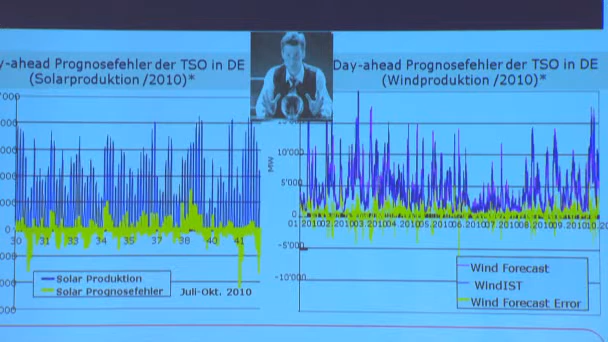 y-ahead Prognosefehler der TSO in DE
(Solarproduktion /2010)*
Day-ahead Prognosefehler der TSO in DE
(Windproduktion /2010)*
MW
10'000
5'000
0
-5'000
-10'000
30 31 33 34 35 37 38 40 41
Solar Produktion
Solar Prognosefehler
Juli-Okt. 2010
Wind Forecast
WindIST
Wind Forecast Error